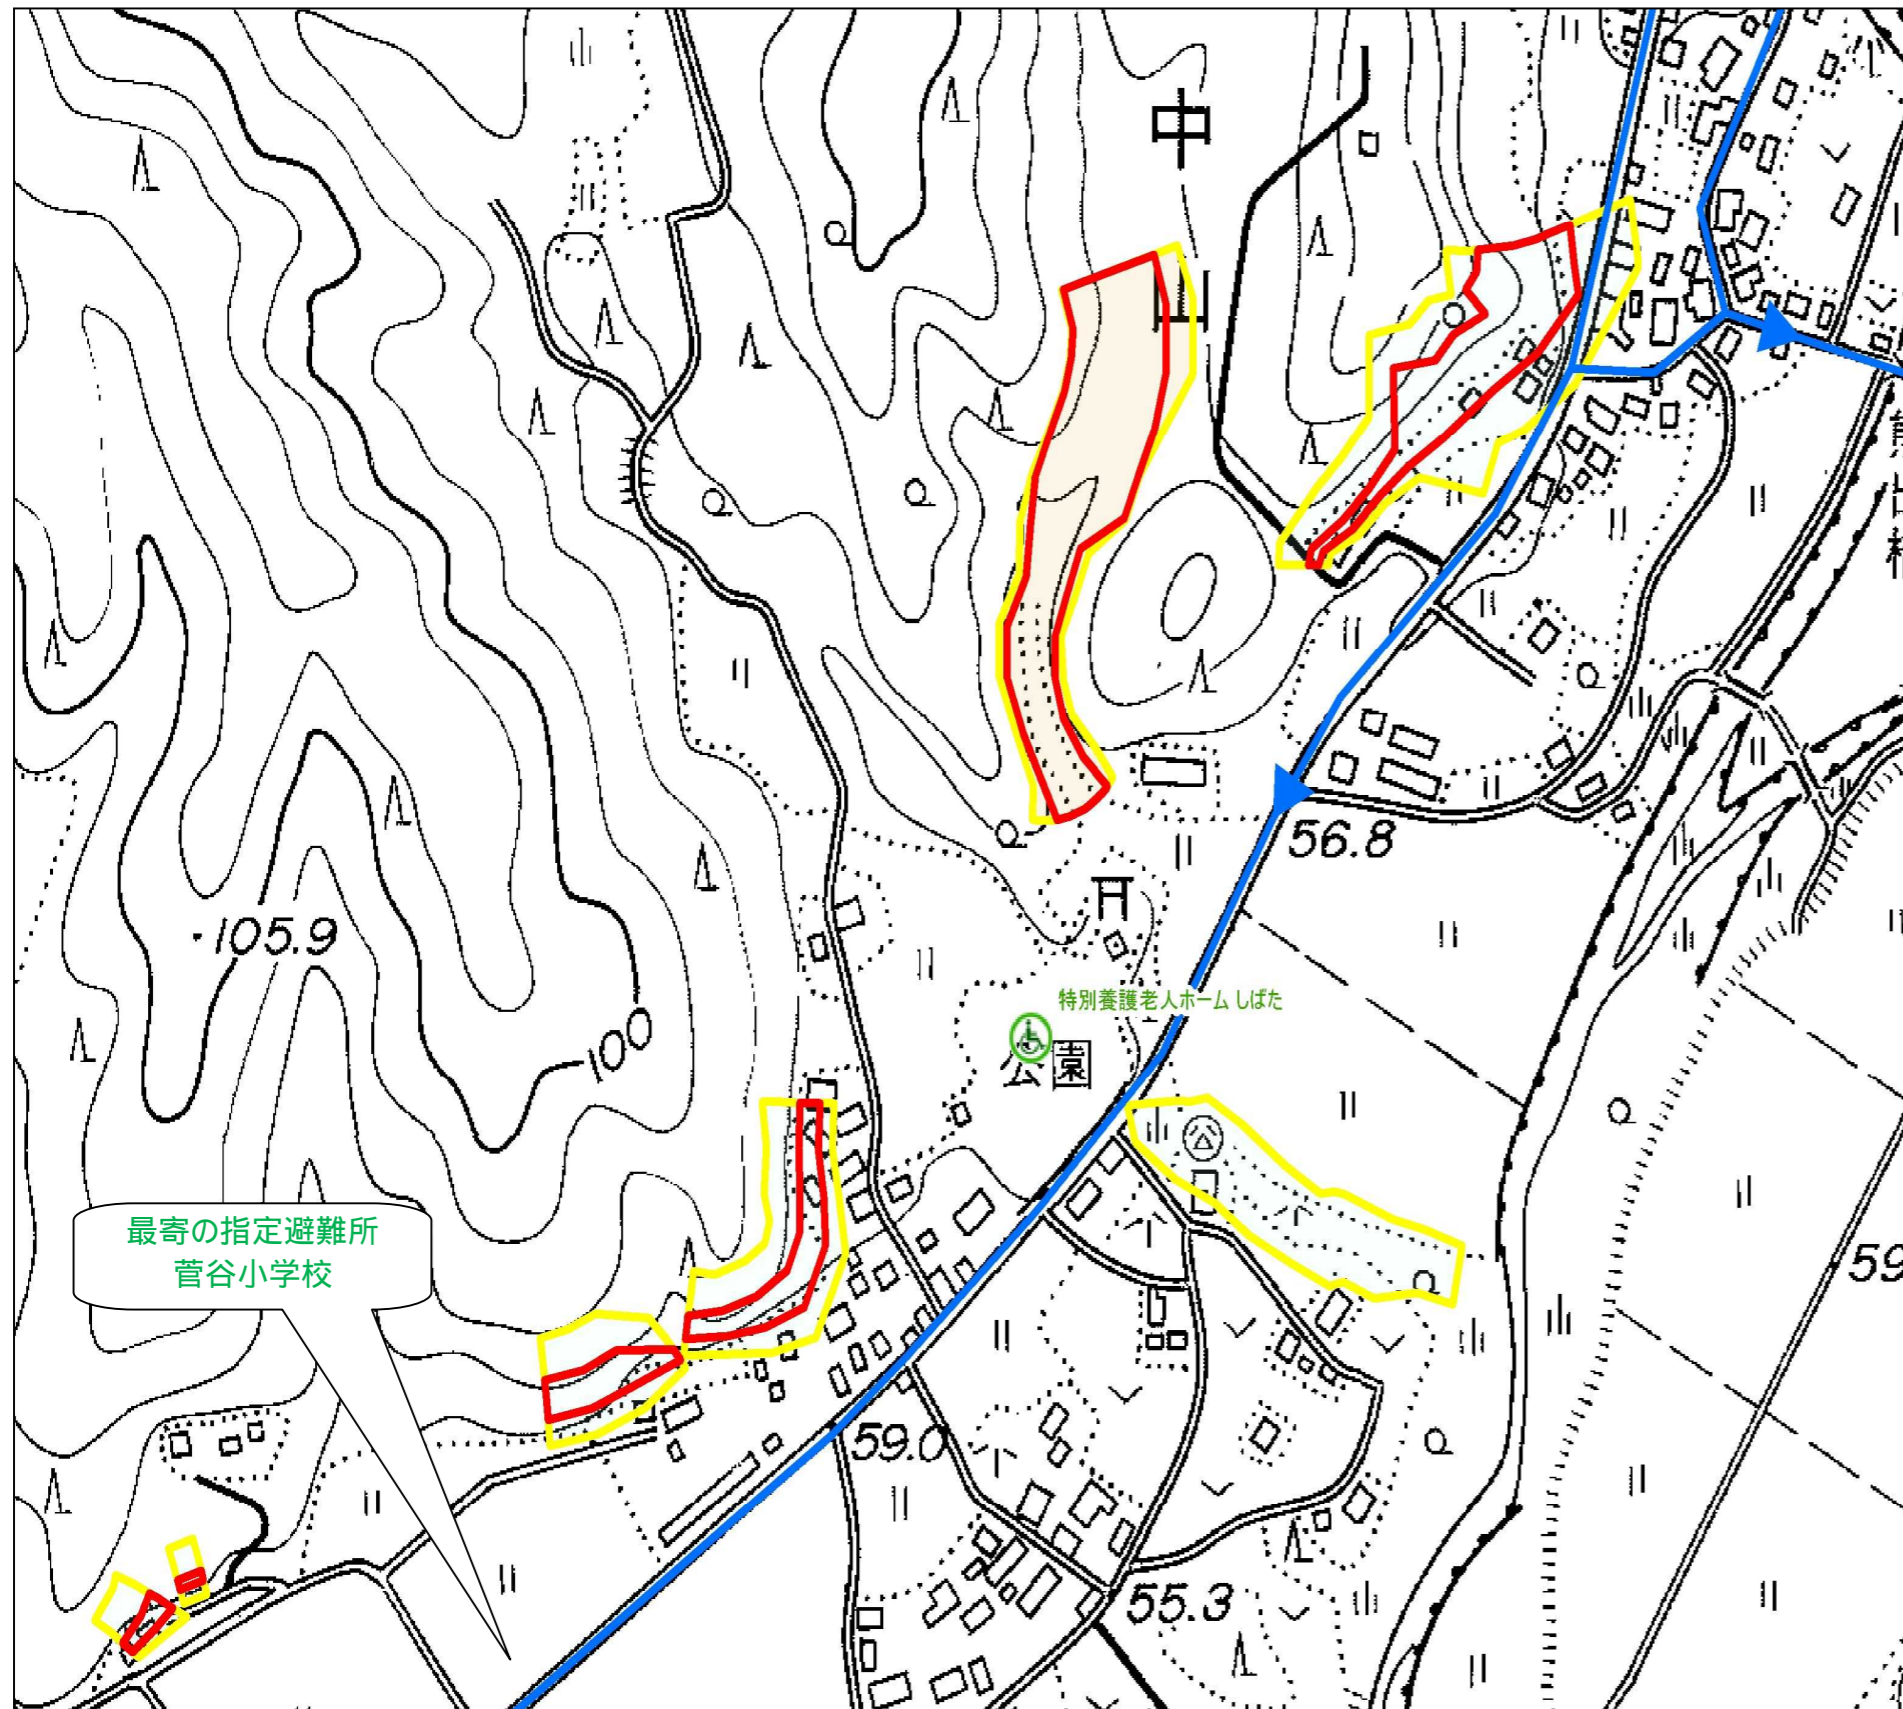 中
山
56.8
105.9
特別養護老人ホーム しばた
公園
100
最寄の指定避難所
菅谷小学校
59
59.0
55.3